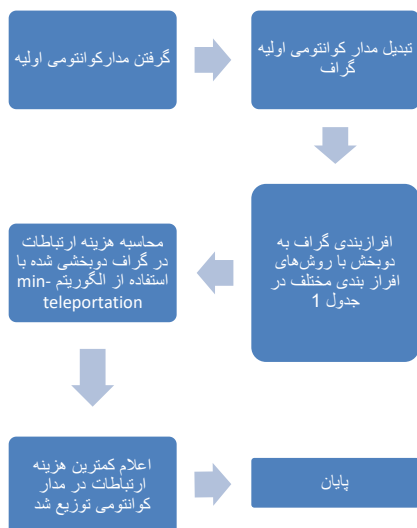 گرفتن مدارکوانتومی اولیه
تبدیل مدار کوانتومی اولیه
گراف
افرازبندی گراف به
دوبخش با روش‌های
افراز بندی مختلف در
جدول 1
محاسبه هزینه ارتباطات
در گراف دوبخشی شده با
استفاده از الگوریتم min-
teleportation
اعلام کمترین هزینه
ارتباطات در مدار
کوانتومی توزیع شد
پایان